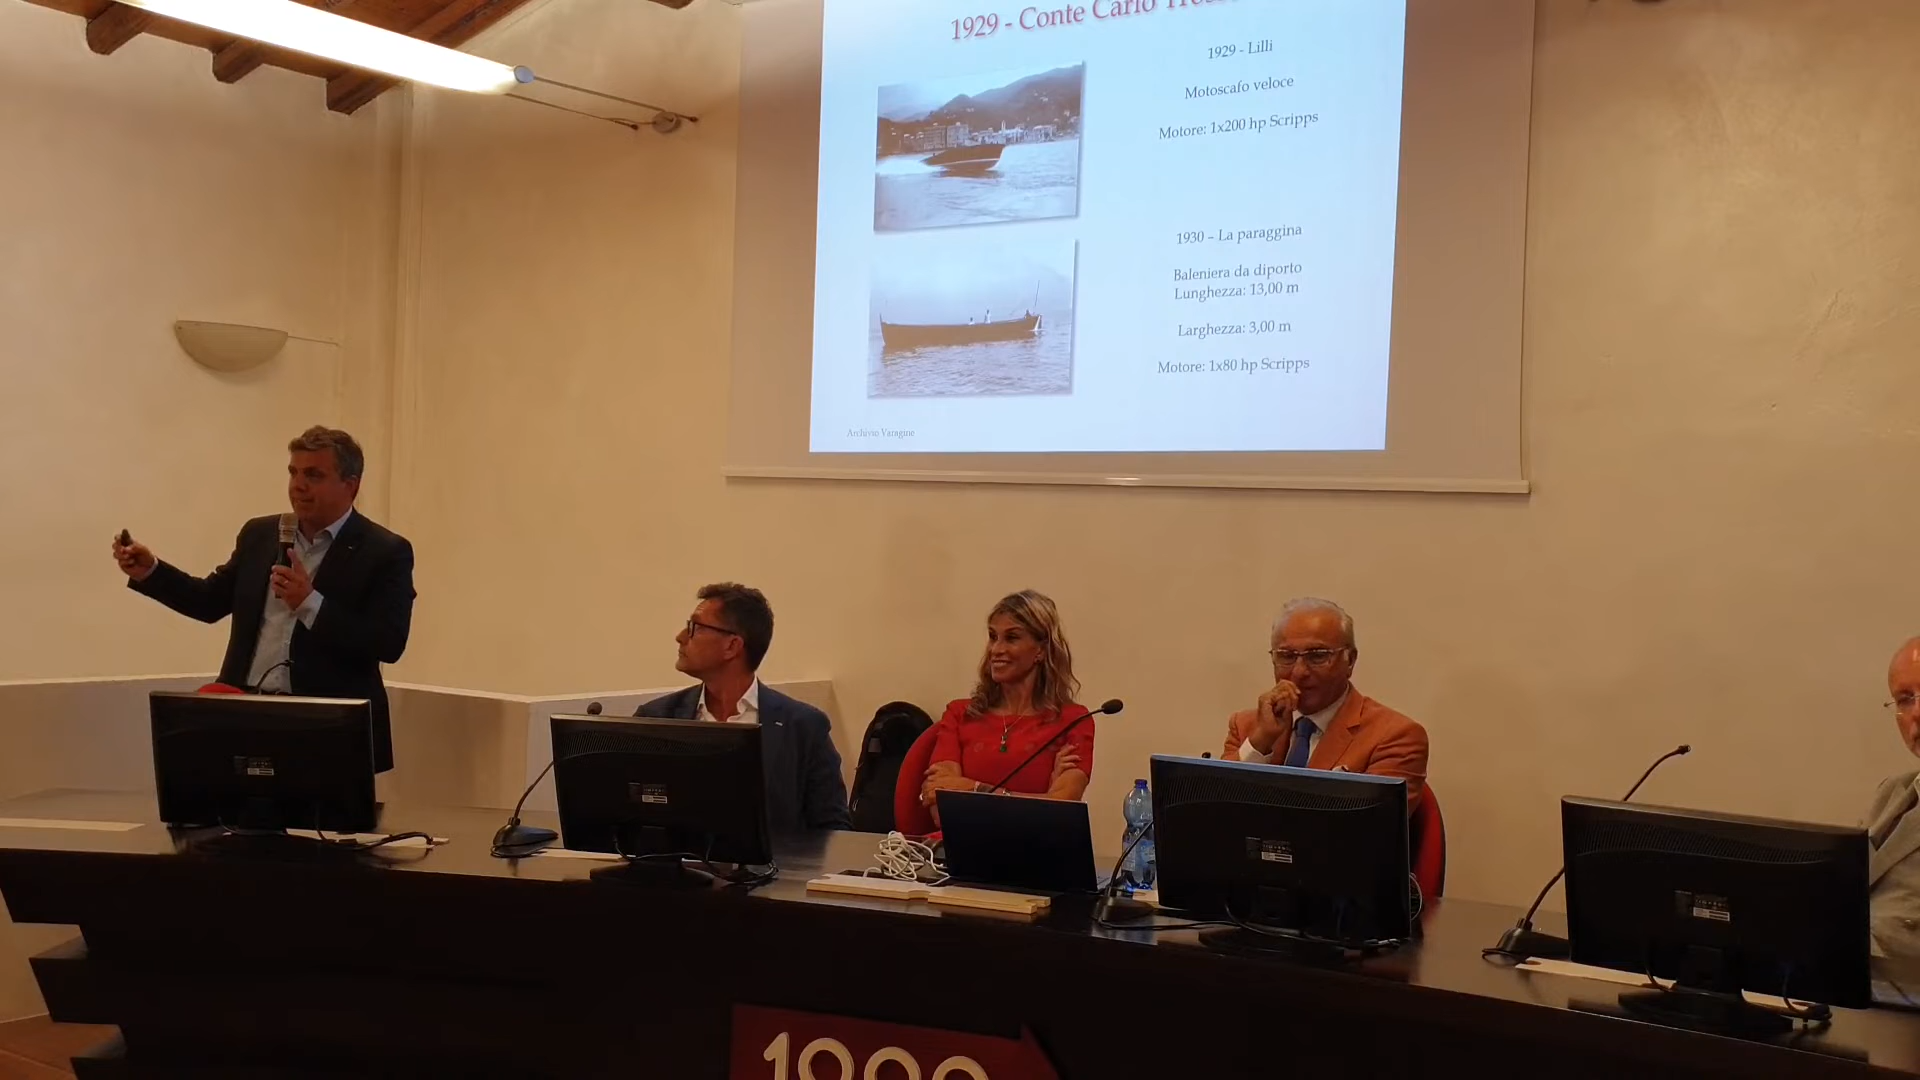 1929 - Conte Carlo
1929 - Lilli
Motoscafo veloce
Motore: 1x200 hp Scripps
1930 – La paraggina
Baleniera da diporto
Lunghezza: 13,00 m
Larghezza: 3,00 m
Motore: 1x80 hp Scripps
Archivio Varagine